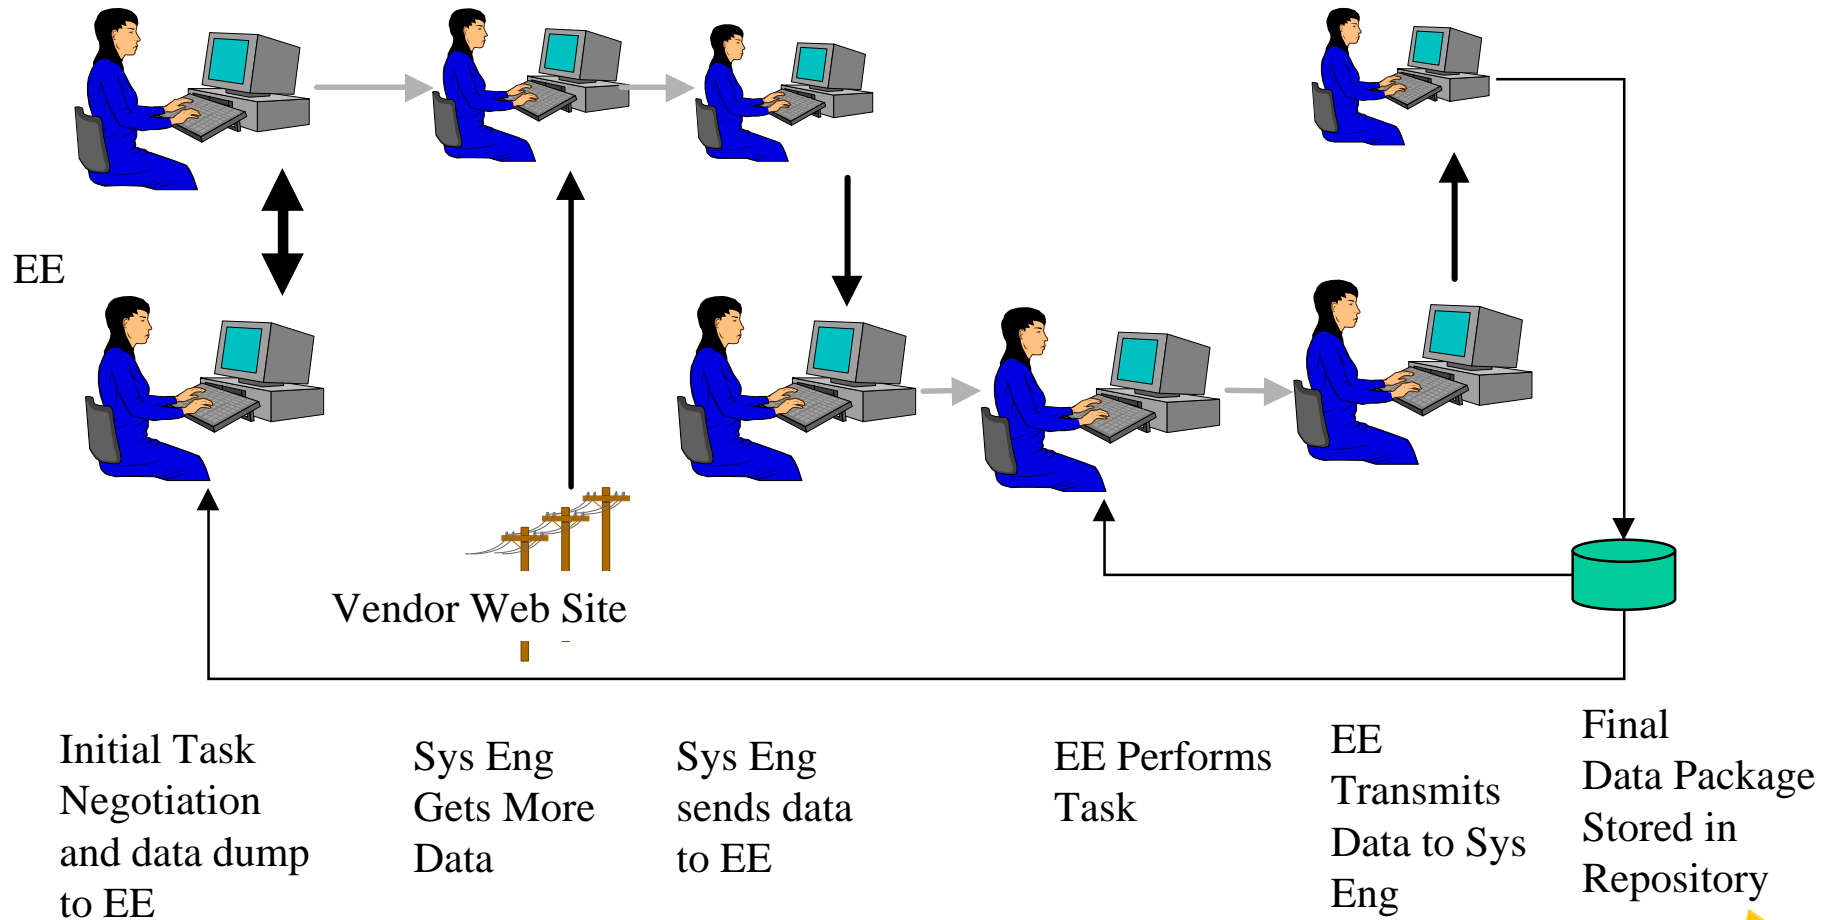 EE
Vendor Web Site
Initial Task
Negotiation
and data dump
to EE
Sys Eng
Gets More
Data
Sys Eng
sends data
to EE
EE Performs
Task
EE
Transmits
Data to Sys
Eng
Final
Data Package
Stored in
Repository